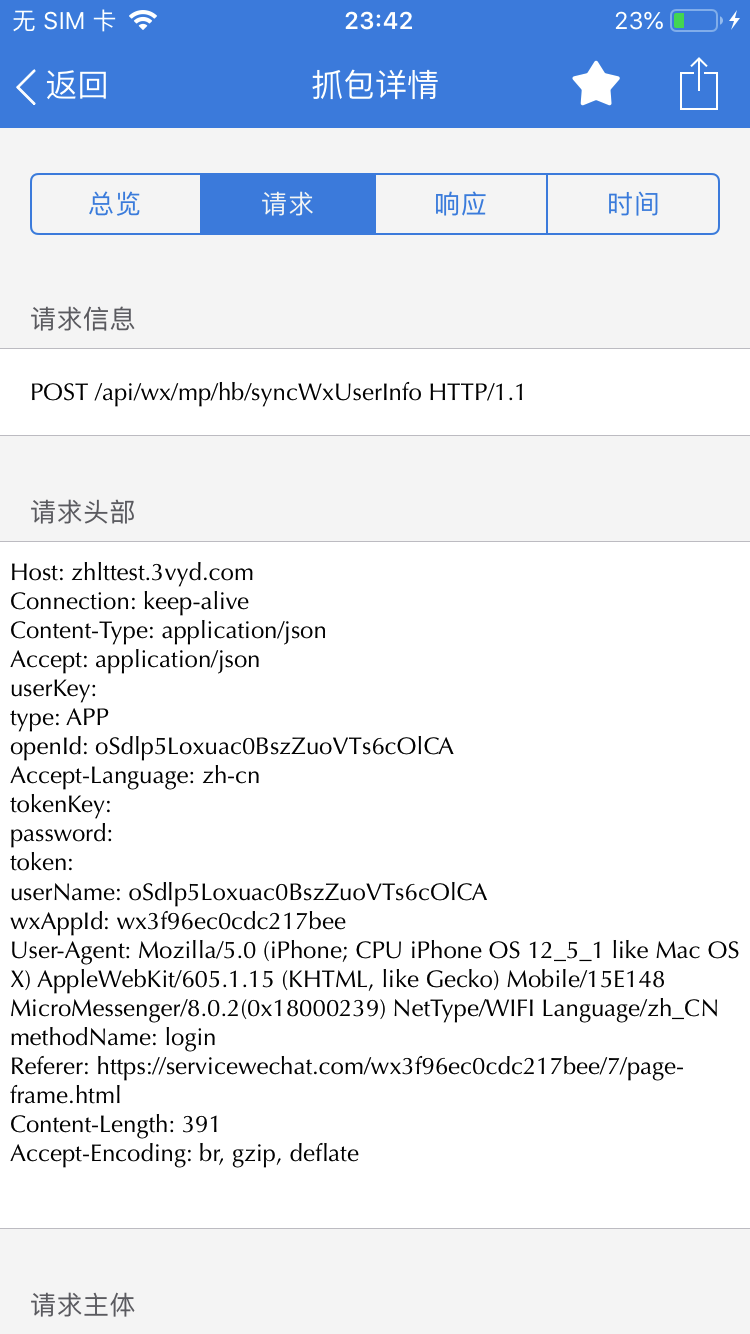 无 SIM 卡 23:42 23%
返回 抓包详情
总览 请求 响应 时间
请求信息
POST /api/wx/mp/hb/syncWxUserInfo HTTP/1.1
请求头部
Host: zhlttest.3vyd.com
Connection: keep-alive
Content-Type: application/json
Accept: application/json
userKey:
type: APP
openId: oSdlp5Loxuac0BszZuoVTs6cOlCA
Accept-Language: zh-cn
tokenKey:
password:
token:
userName: oSdlp5Loxuac0BszZuoVTs6cOlCA
wxAppId: wx3f96ec0cdc217bee
User-Agent: Mozilla/5.0 (iPhone; CPU iPhone OS 12_5_1 like Mac OS
X) AppleWebKit/605.1.15 (KHTML, like Gecko) Mobile/15E148
MicroMessenger/8.0.2(0x18000239) NetType/WIFI Language/zh_CN
methodName: login
Referer: https://servicewechat.com/wx3f96ec0cdc217bee/7/page-
frame.html
Content-Length: 391
Accept-Encoding: br, gzip, deflate
请求主体